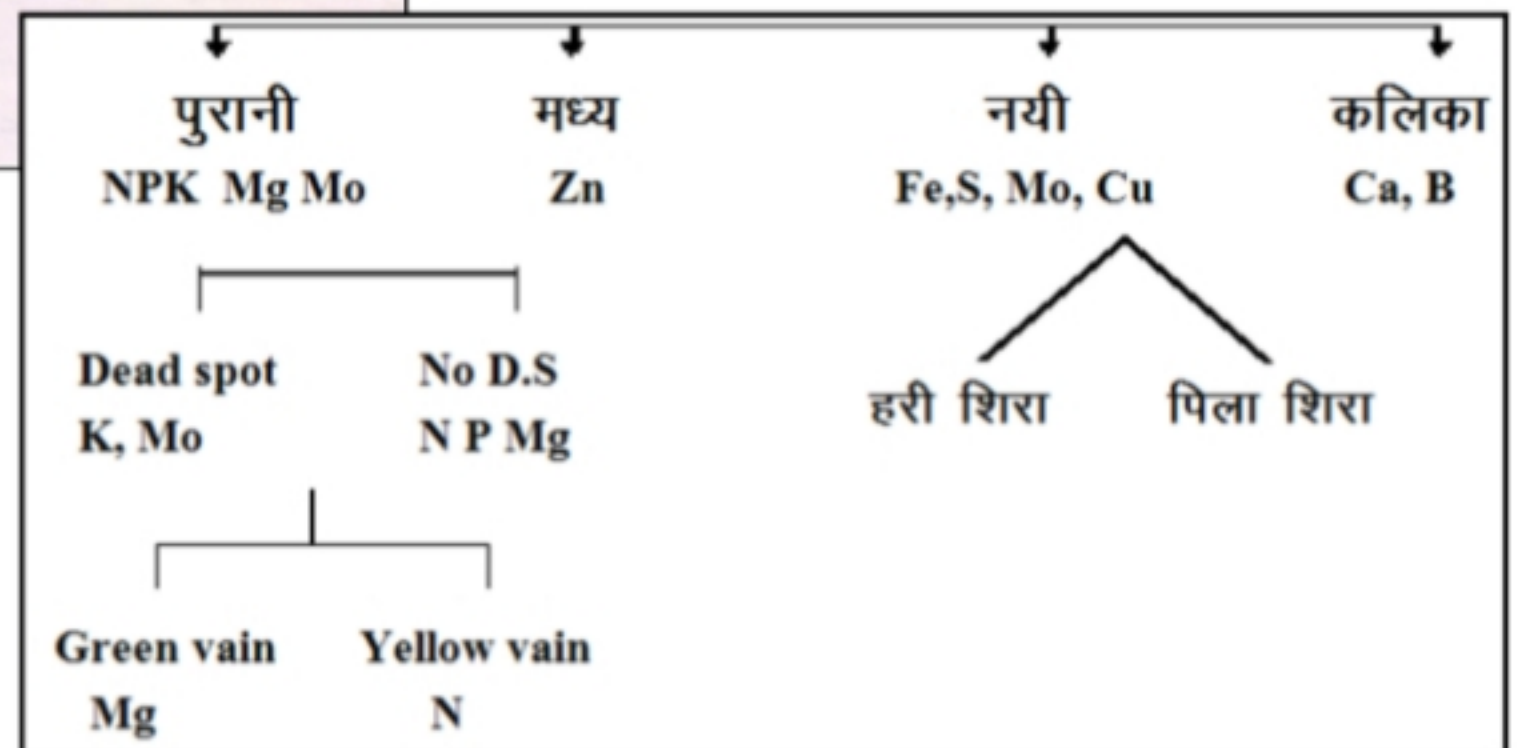 पुरानी मध्य नयी कलिका
NPK Mg Mo Zn Fe,S, Mo, Cu Ca, B
Dead spot No D.S
K, Mo N P Mg
हरी शिरा पिला शिरा
Green vain Yellow vain
Mg N